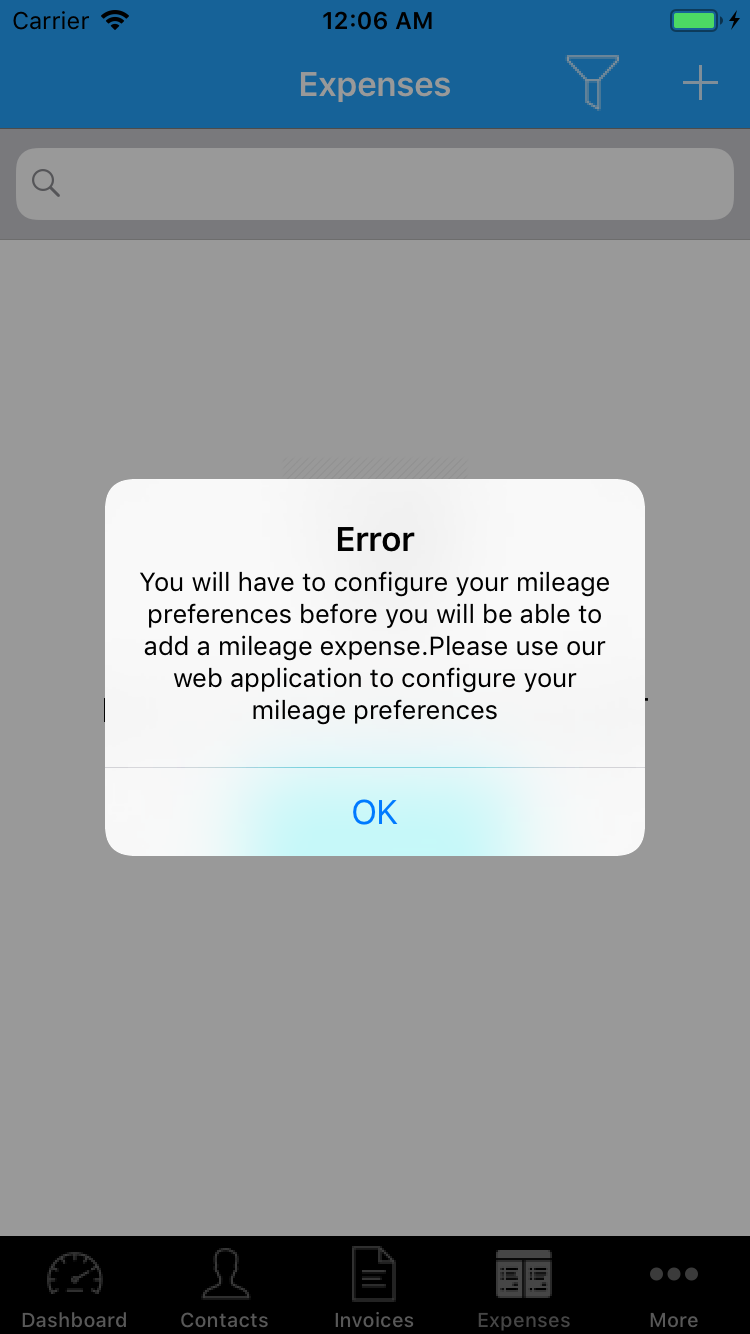 Carrier 12:06 AM
Expenses
Error
You will have to configure your mileage
preferences before you will be able to
add a mileage expense.Please use our
web application to configure your
mileage preferences
OK
Dashboard Contacts Invoices Expenses More